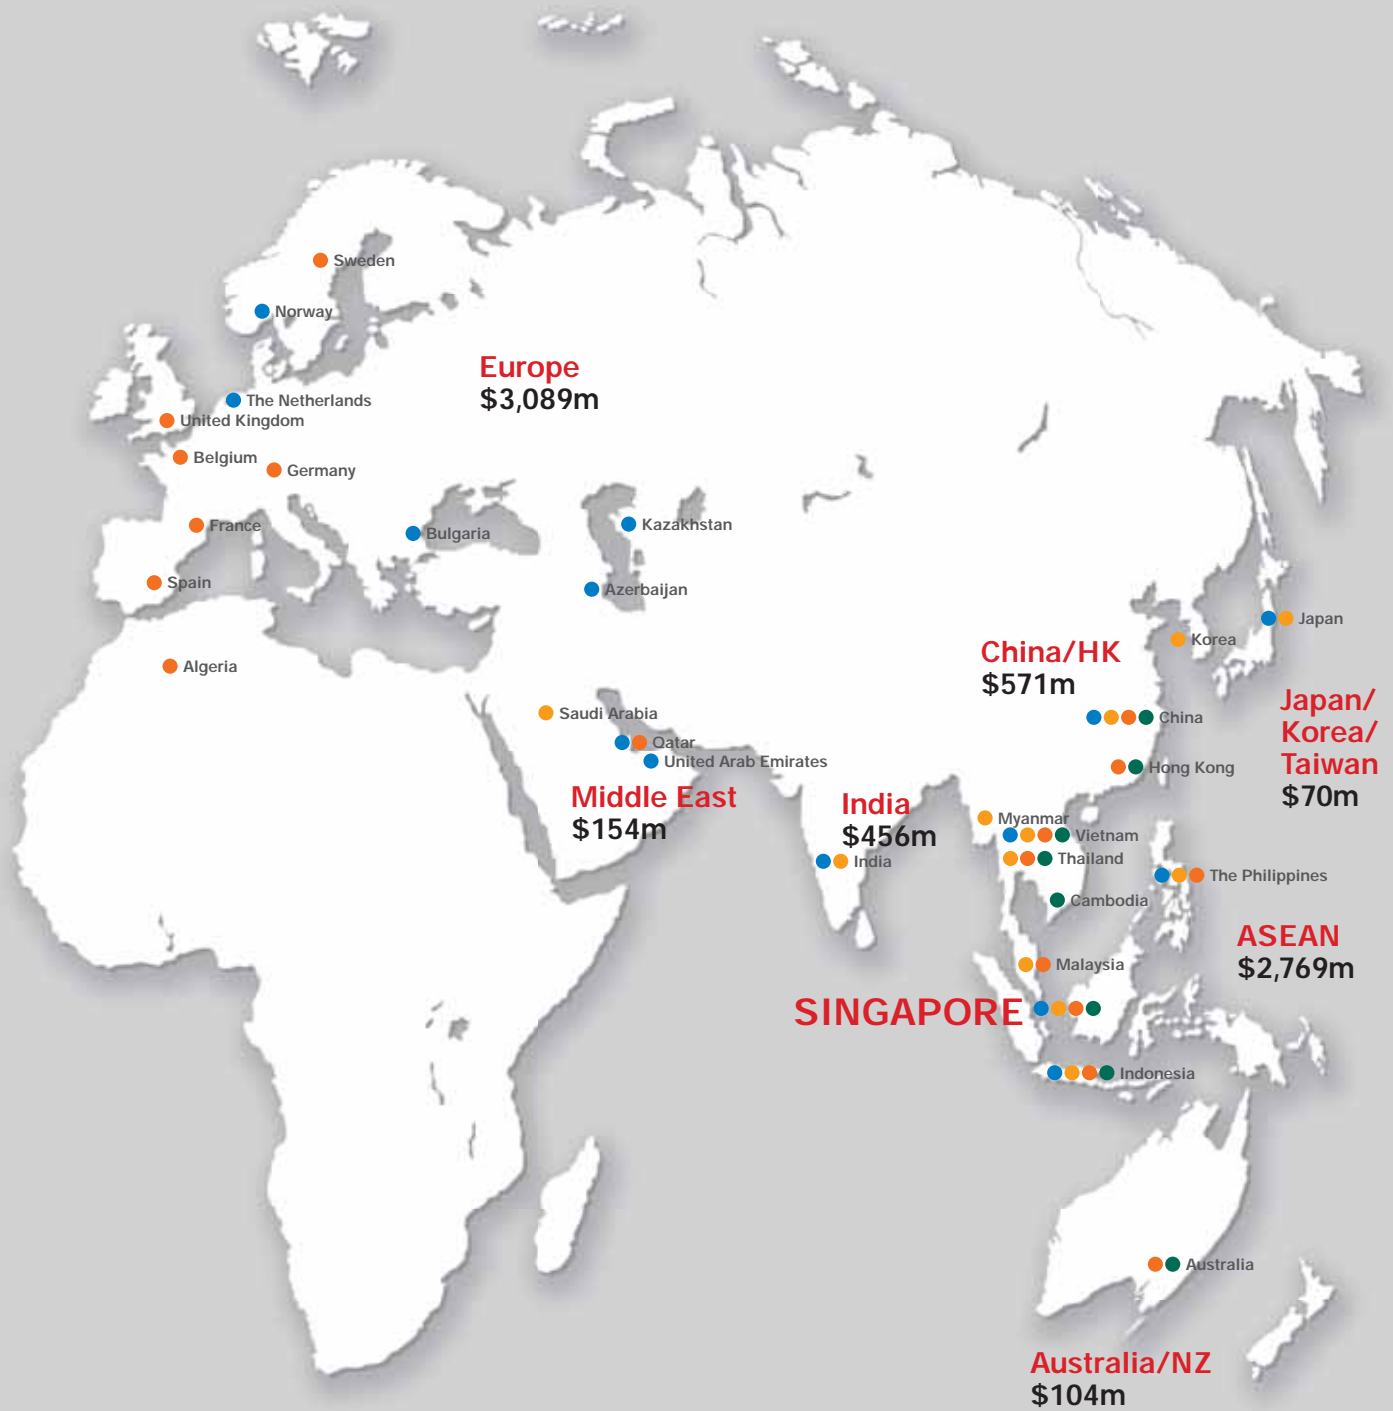 Sweden
Norway
Europe
$3,089m
The Netherlands
United Kingdom
Belgium
Germany
France
Bulgaria
Kazakhstan
Spain
Azerbaijan
Algeria
Japan
Korea
China/HK
$571m
Japan/
Korea/
Taiwan
$70m
Saudi Arabia
Qatar
United Arab Emirates
China
Hong Kong
Middle East
$154m
India
$456m
India
Myanmar
Vietnam
Thailand
The Philippines
Cambodia
ASEAN
$2,769m
Malaysia
SINGAPORE
Indonesia
Australia
Australia/NZ
$104m